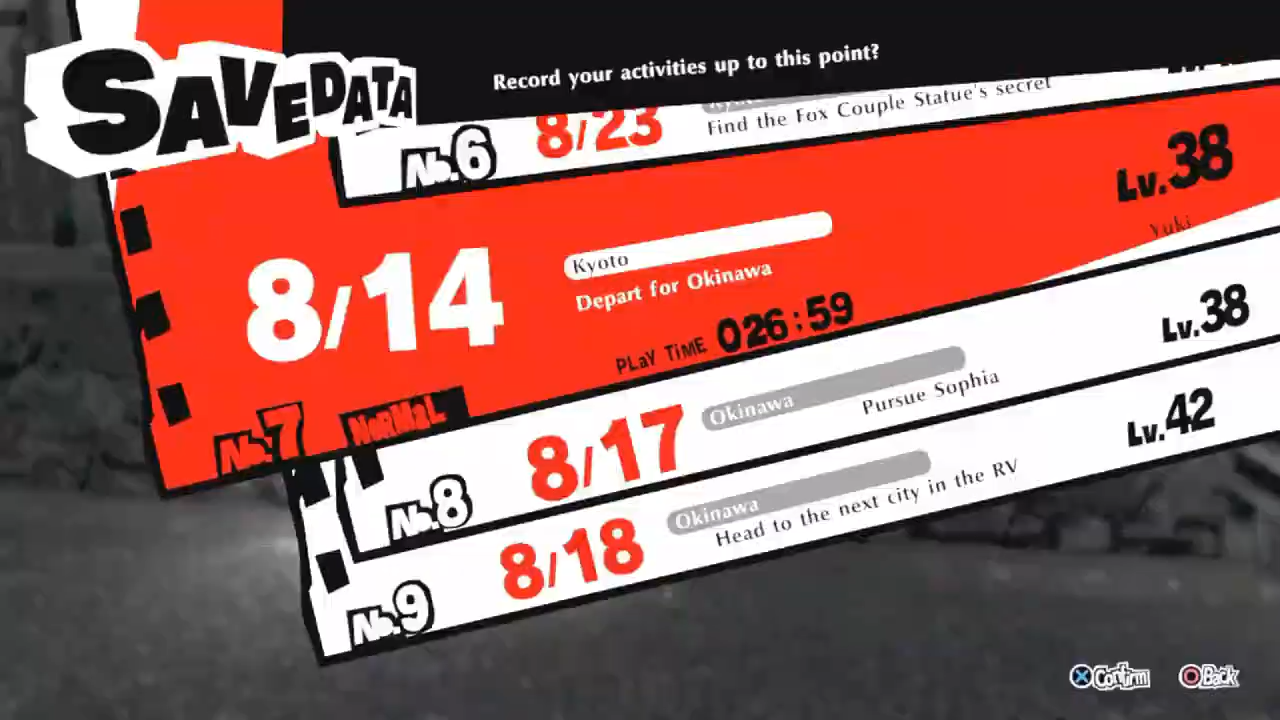 SAVEDATA
Record your activities up to this point?
No.6 8/23 Find the Fox Couple Statue's secret
Lv.38
Yuki
8/14 Kyoto
Depart for Okinawa
PLaY TiME 026:59
No.7 NoRMaL
Lv.38
No.8 8/17 Okinawa Pursue Sophia
Lv.42
No.9 8/18 Okinawa Head to the next city in the RV
Confirm Back